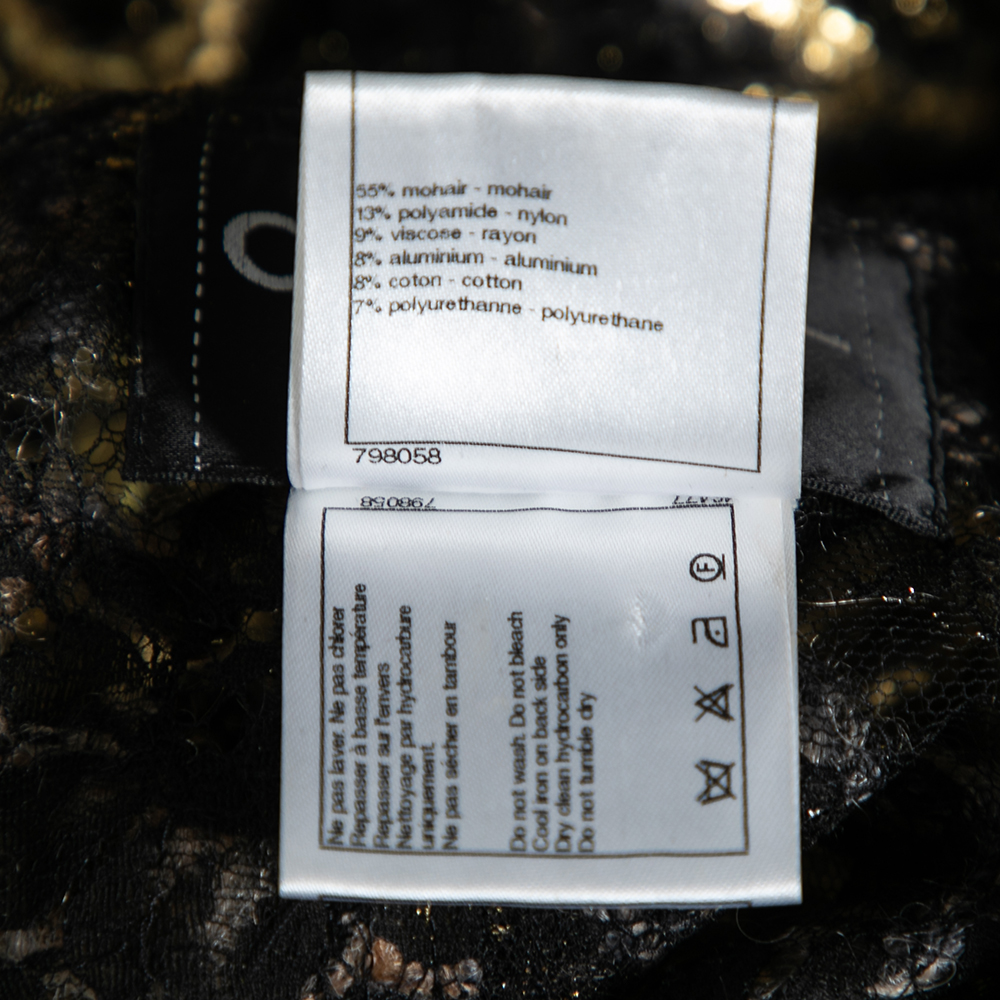 55% mohair - mohair
13% polyamide - nylon
9% viscose - rayon
8% aluminium - aluminium
8% coton - cotton
7% polyurethanne - polyurethane
798058
798058
Ne pas laver. Ne pas chlorer
Repasser à basse température
Repasser sur l'envers
Nettoyage par hydrocarbure
uniquement.
Ne pas sécher en tambour
Do not wash. Do not bleach
Cool iron on back side
Dry clean hydrocarbon only
Do not tumble dry
F